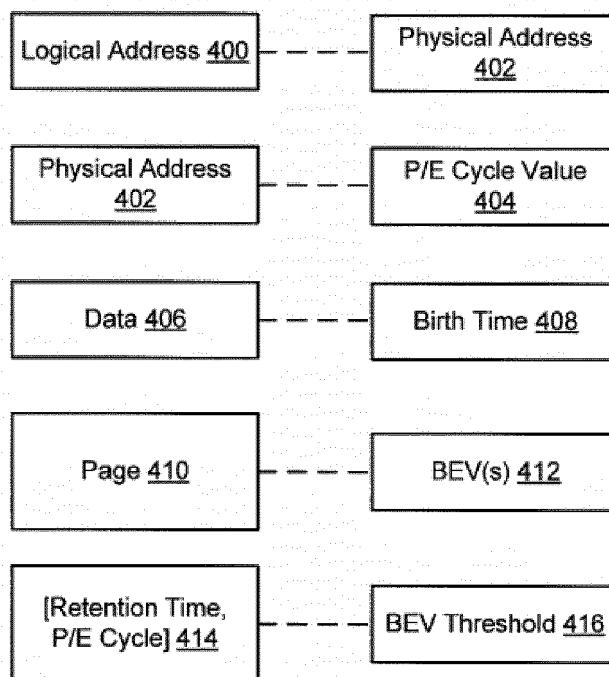 Logical Address 400
Physical Address
402
Physical Address
402
P/E Cycle Value
404
Data 406
Birth Time 408
Page 410
BEV(s) 412
[Retention Time,
P/E Cycle] 414
BEV Threshold 416